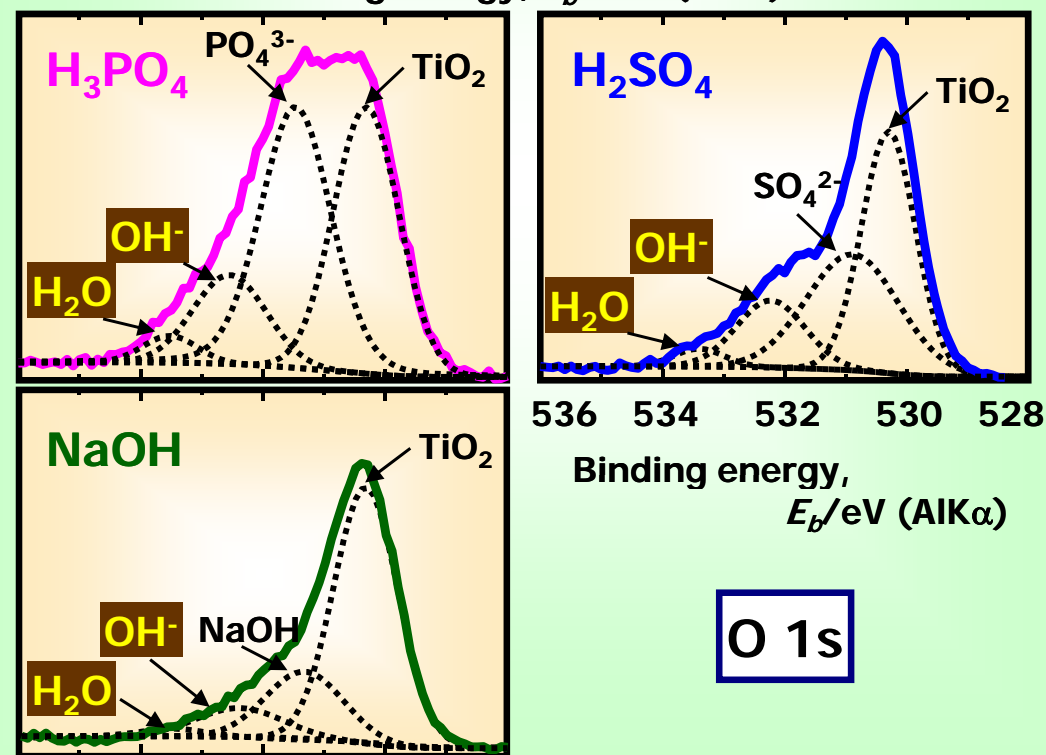 H₃PO₄
PO₄³⁻
TiO₂
OH⁻
H₂O
H₂SO₄
TiO₂
SO₄²⁻
OH⁻
H₂O
536 534 532 530 528
Binding energy,
E_b/eV (AlKα)
NaOH
TiO₂
OH⁻ NaOH
H₂O
O 1s